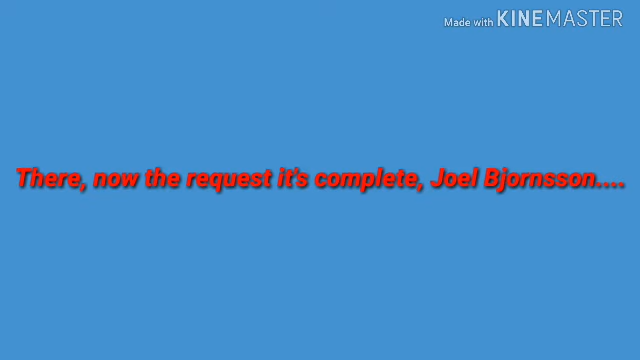 Made with KINEMASTER
There, now the request it's complete, Joel Bjornsson....